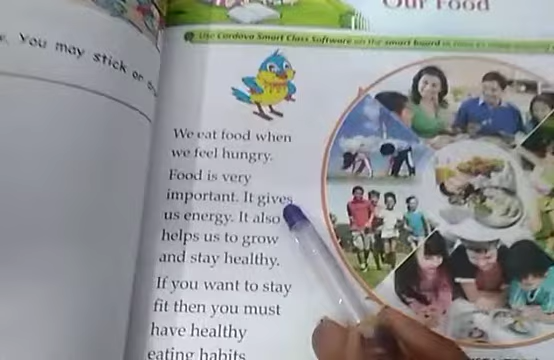 e. You may stick or
Our Food
Use Cordova Smart Class Software on the smart board
We eat food when
we feel hungry.
Food is very
important. It gives
us energy. It also
helps us to grow
and stay healthy.
If you want to stay
fit then you must
have healthy
eating habits